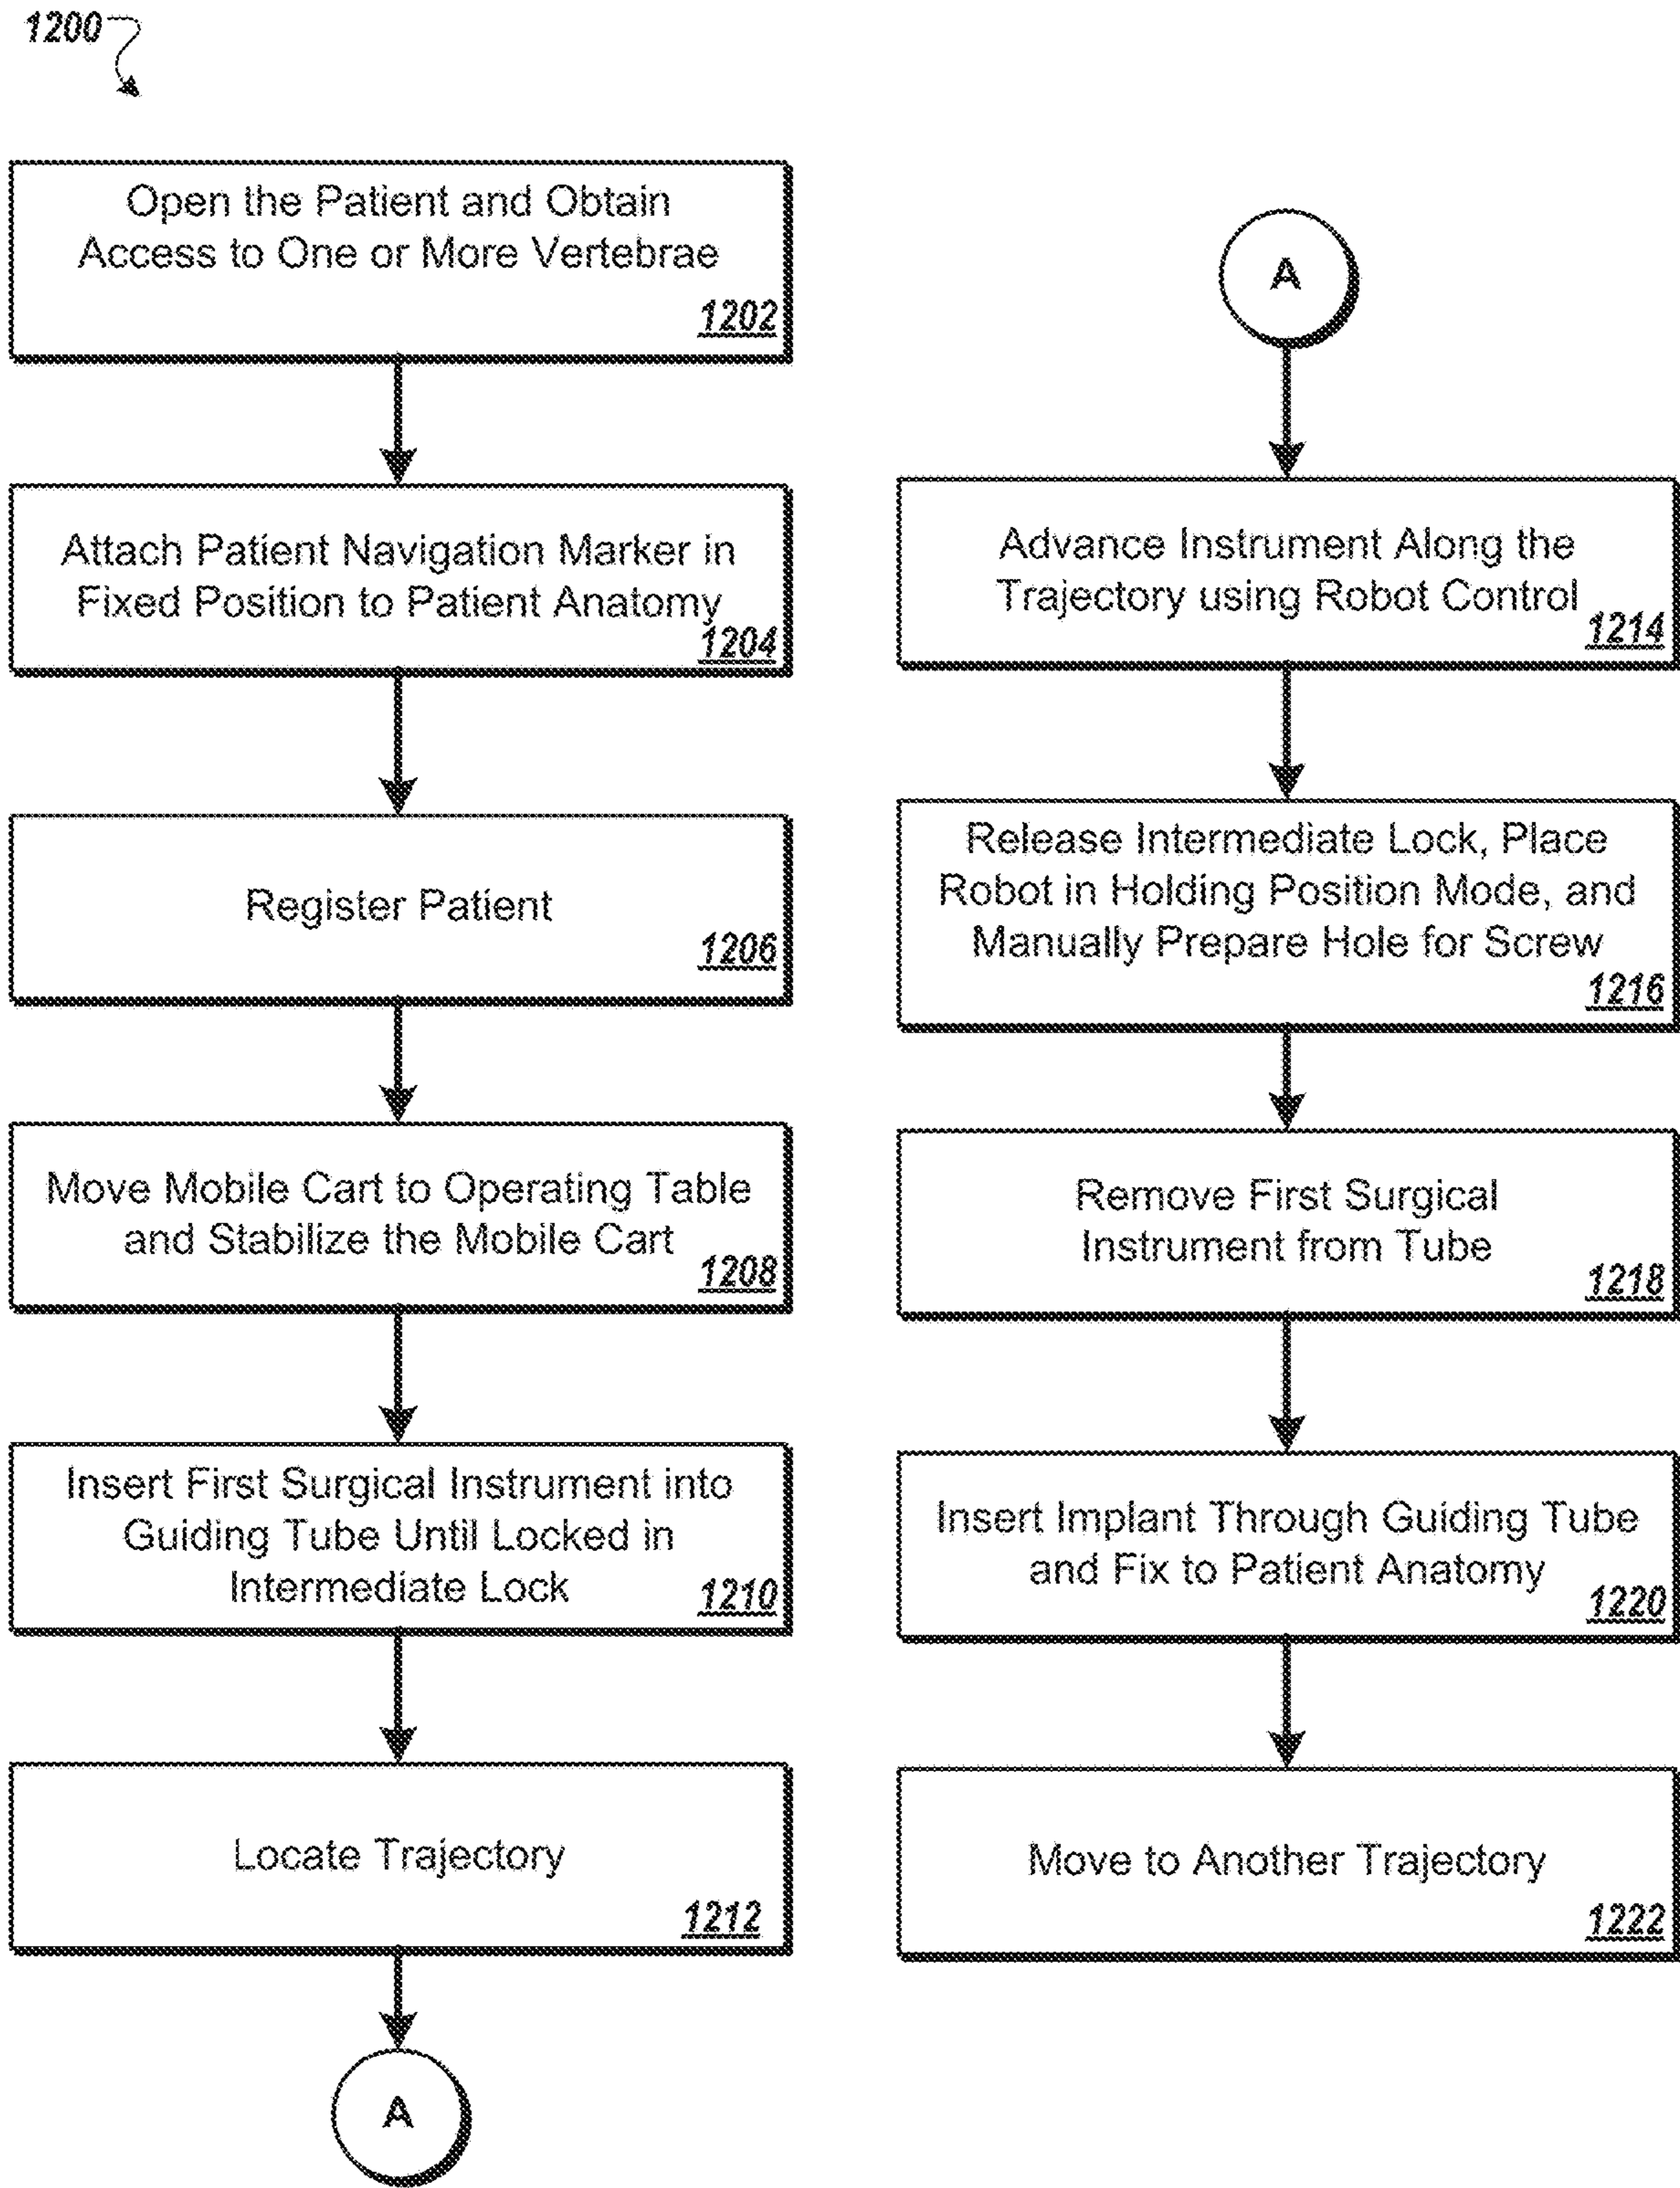 1200
Open the Patient and Obtain
Access to One or More Vertebrae
1202
Attach Patient Navigation Marker in
Fixed Position to Patient Anatomy
1204
Register Patient
1206
Move Mobile Cart to Operating Table
and Stabilize the Mobile Cart
1208
Insert First Surgical Instrument into
Guiding Tube Until Locked in
Intermediate Lock
1210
Locate Trajectory
1212
A
A
Advance Instrument Along the
Trajectory using Robot Control
1214
Release Intermediate Lock, Place
Robot in Holding Position Mode, and
Manually Prepare Hole for Screw
1216
Remove First Surgical
Instrument from Tube
1218
Insert Implant Through Guiding Tube
and Fix to Patient Anatomy
1220
Move to Another Trajectory
1222